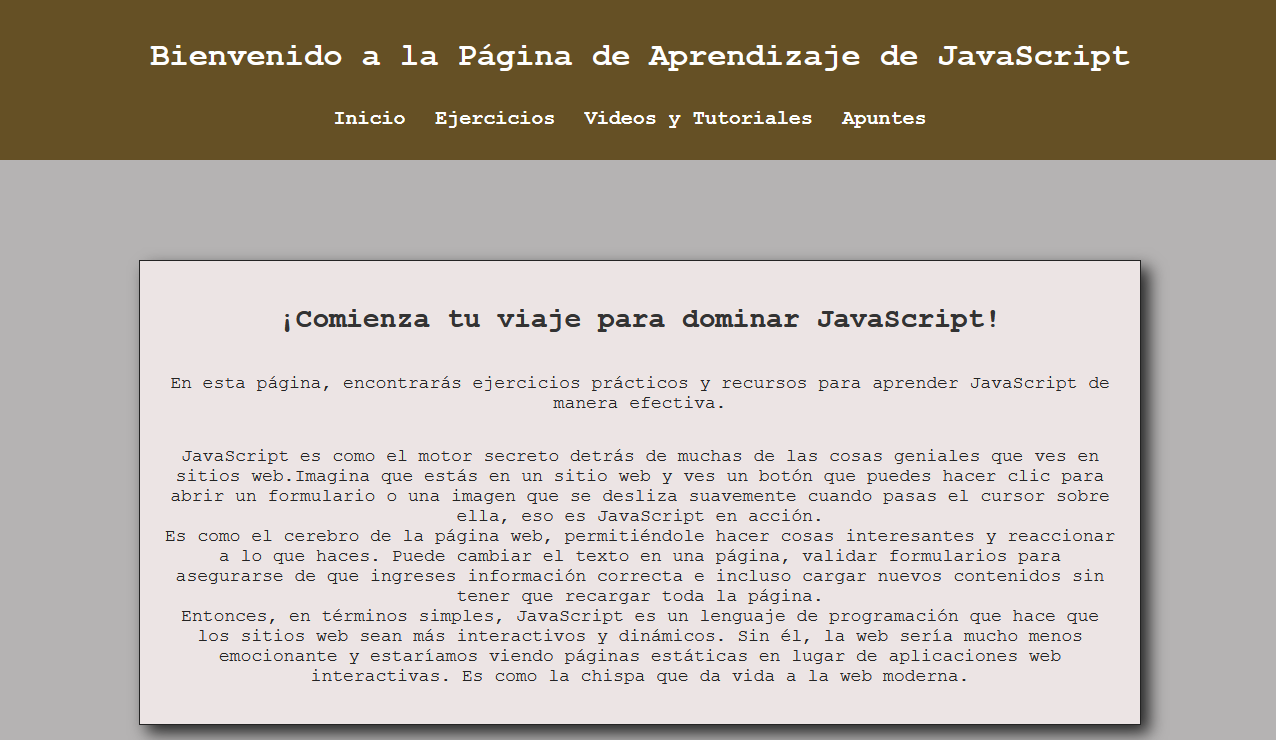 Bienvenido a la Página de Aprendizaje de JavaScript
Inicio Ejercicios Videos y Tutoriales Apuntes
¡Comienza tu viaje para dominar JavaScript!
En esta página, encontrarás ejercicios prácticos y recursos para aprender JavaScript de
manera efectiva.
JavaScript es como el motor secreto detrás de muchas de las cosas geniales que ves en
sitios web.Imagina que estás en un sitio web y ves un botón que puedes hacer clic para
abrir un formulario o una imagen que se desliza suavemente cuando pasas el cursor sobre
ella, eso es JavaScript en acción.
Es como el cerebro de la página web, permitiéndole hacer cosas interesantes y reaccionar
a lo que haces. Puede cambiar el texto en una página, validar formularios para
asegurarse de que ingreses información correcta e incluso cargar nuevos contenidos sin
tener que recargar toda la página.
Entonces, en términos simples, JavaScript es un lenguaje de programación que hace que
los sitios web sean más interactivos y dinámicos. Sin él, la web sería mucho menos
emocionante y estaríamos viendo páginas estáticas en lugar de aplicaciones web
interactivas. Es como la chispa que da vida a la web moderna.